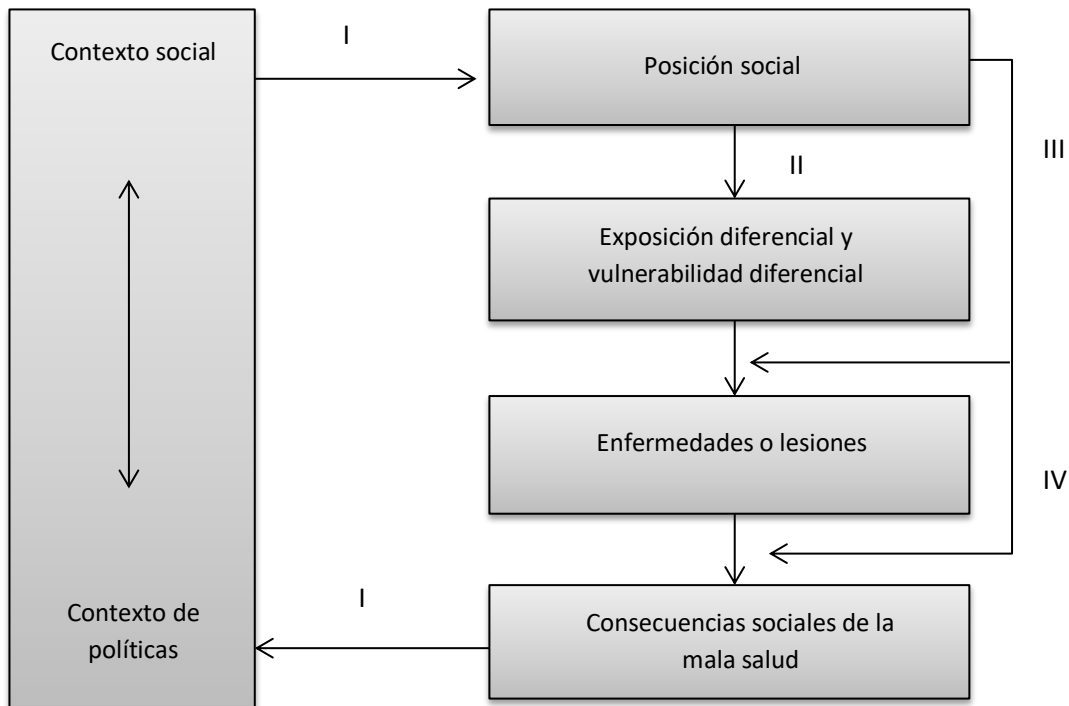 Contexto social
I
Posición social
III
II
Exposición diferencial y
vulnerabilidad diferencial
Enfermedades o lesiones
IV
I
Contexto de
políticas
Consecuencias sociales de la
mala salud